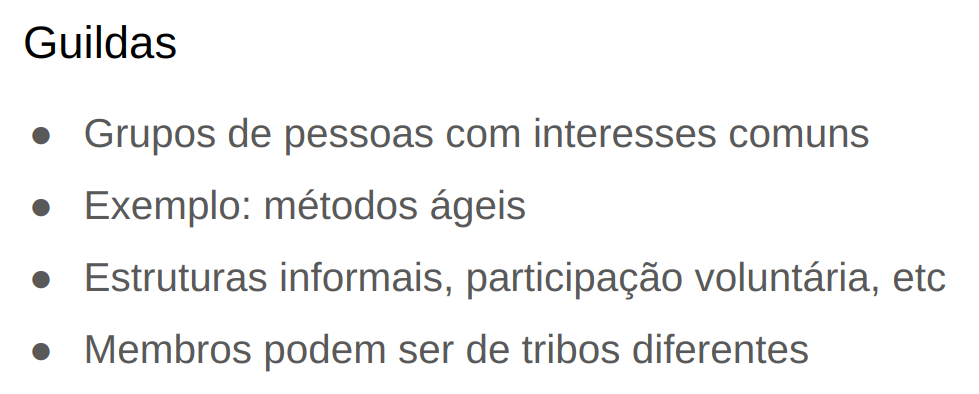 Guildas
● Grupos de pessoas com interesses comuns
● Exemplo: métodos ágeis
● Estruturas informais, participação voluntária, etc
● Membros podem ser de tribos diferentes